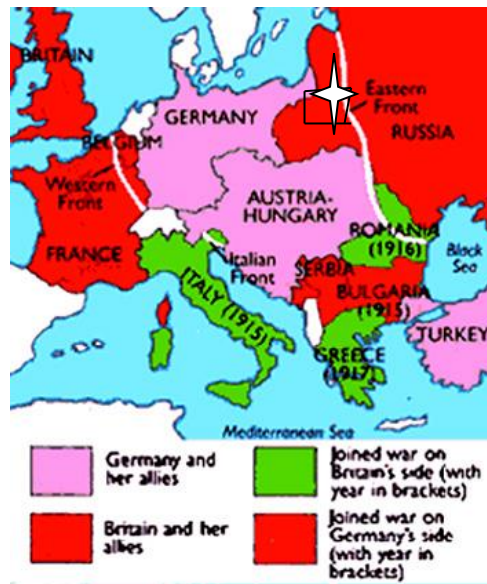 BRITAIN
GERMANY
Eastern
Front
RUSSIA
BELGIUM
Western
Front
AUSTRIA-
HUNGARY
FRANCE
ROMANIA
(1916)
Black
Sea
Italian
Front
SERBIA
ITALY (1915)
BULGARIA
(1915)
TURKEY
GREECE
(1917)
Mediterranean Sea
Germany and
her allies
Joined war on
Britain's side (with
year in brackets)
Britain and her
allies
Joined war on
Germany's side
(with year in
brackets)